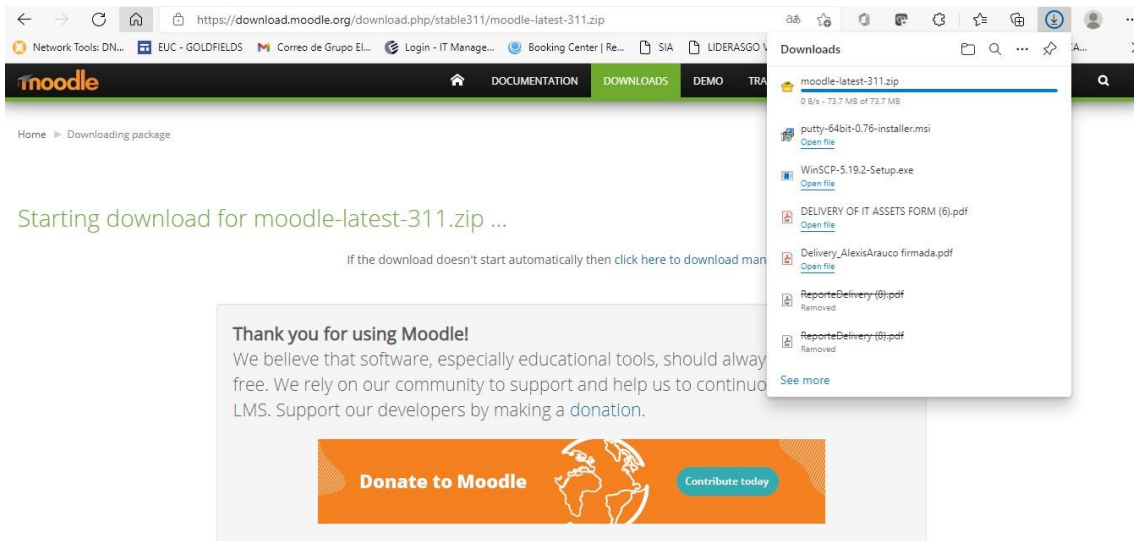 https://download.moodle.org/download.php/stable311/moodle-latest-311.zip
Network Tools: DN... EUC - GOLDFIELDS Correo de Grupo El... Login - IT Manage... Booking Center | Re... SIA LIDERASGO
moodle DOCUMENTATION DOWNLOADS DEMO TRA
Home Downloading package
Starting download for moodle-latest-311.zip ...
If the download doesn't start automatically then click here to download man
Thank you for using Moodle!
We believe that software, especially educational tools, should alway
free. We rely on our community to support and help us to continuo
LMS. Support our developers by making a donation.
Donate to Moodle Contribute today
Downloads
moodle-latest-311.zip
0 B/s - 73.7 MB of 73.7 MB
putty-64bit-0.76-installer.msi
Open file
WinSCP-5.19.2-Setup.exe
Open file
DELIVERY OF IT ASSETS FORM (6).pdf
Open file
Delivery_AlexisArauco firmada.pdf
Open file
ReporteDelivery (8).pdf
Removed
ReporteDelivery (8).pdf
Removed
See more